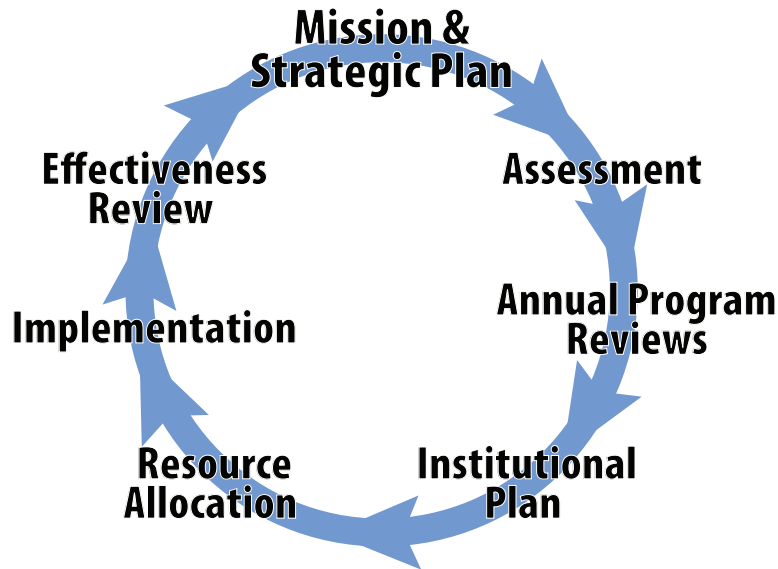 Mission &
Strategic Plan
Assessment
Annual Program
Reviews
Institutional
Plan
Resource
Allocation
Implementation
Effectiveness
Review